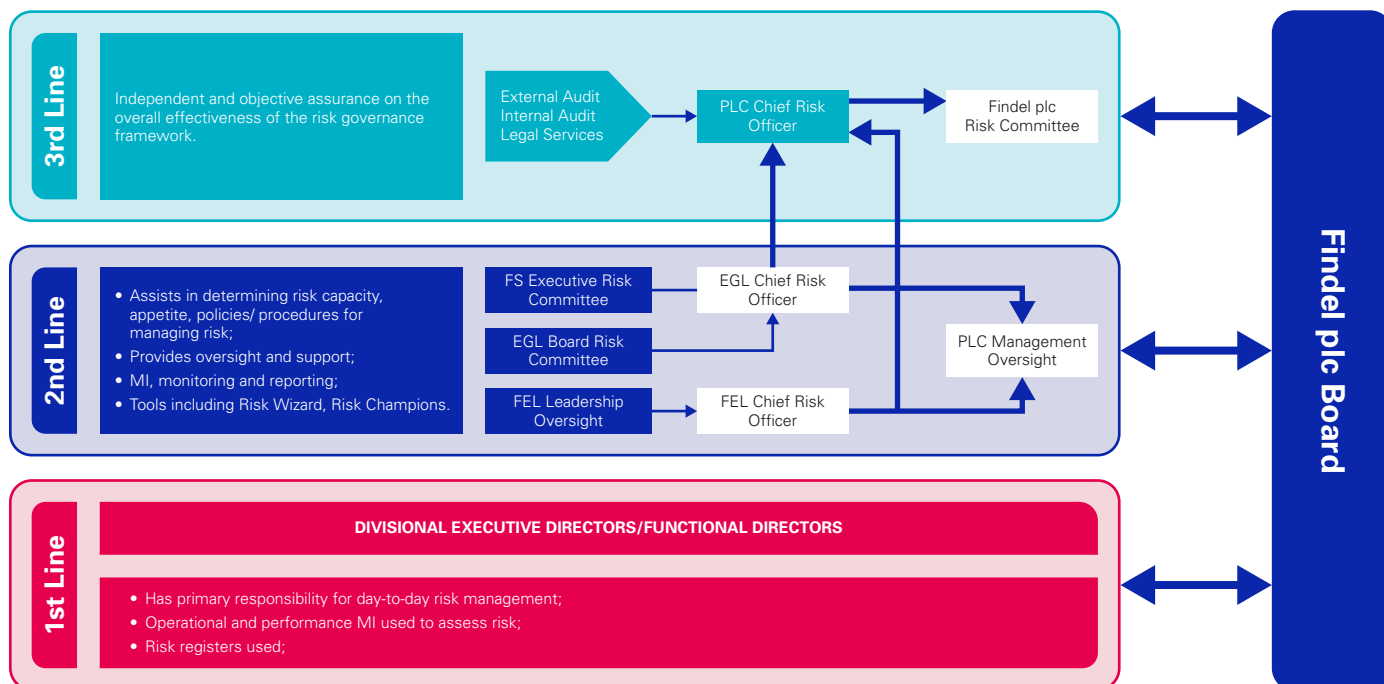 3rd Line
Independent and objective assurance on the
overall effectiveness of the risk governance
framework.
External Audit
Internal Audit
Legal Services
PLC Chief Risk
Officer
Findel plc
Risk Committee
2nd Line
• Assists in determining risk capacity,
appetite, policies/ procedures for
managing risk;
• Provides oversight and support;
• MI, monitoring and reporting;
• Tools including Risk Wizard, Risk Champions.
FS Executive Risk
Committee
EGL Chief Risk
Officer
EGL Board Risk
Committee
PLC Management
Oversight
FEL Leadership
Oversight
FEL Chief Risk
Officer
1st Line
DIVISIONAL EXECUTIVE DIRECTORS/FUNCTIONAL DIRECTORS
• Has primary responsibility for day-to-day risk management;
• Operational and performance MI used to assess risk;
• Risk registers used;
Findel plc Board